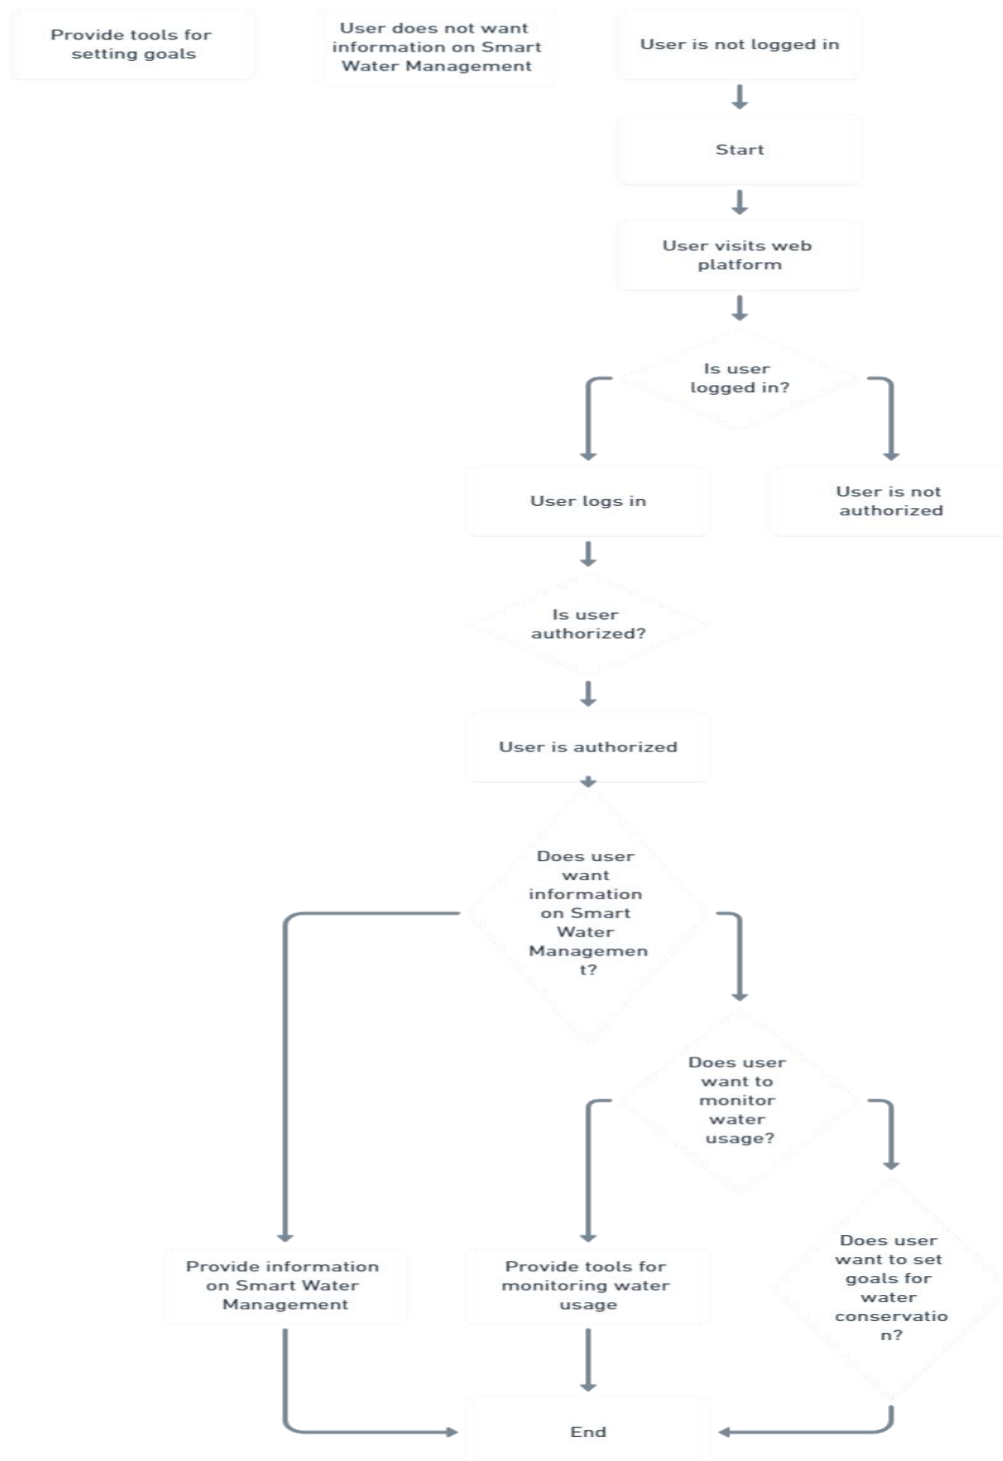 Provide tools for
setting goals
User does not want
information on Smart
Water Management
User is not logged in
Start
User visits web
platform
Is user
logged in?
User logs in
User is not
authorized
Is user
authorized?
User is authorized
Does user
want
information
on Smart
Water
Managemen
t?
Does user
want to
monitor
water
usage?
Does user
want to set
goals for
water
conservatio
n?
Provide information
on Smart Water
Management
Provide tools for
monitoring water
usage
End